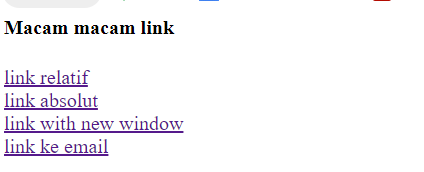 Macam macam link
link relatif
link absolut
link with new window
link ke email